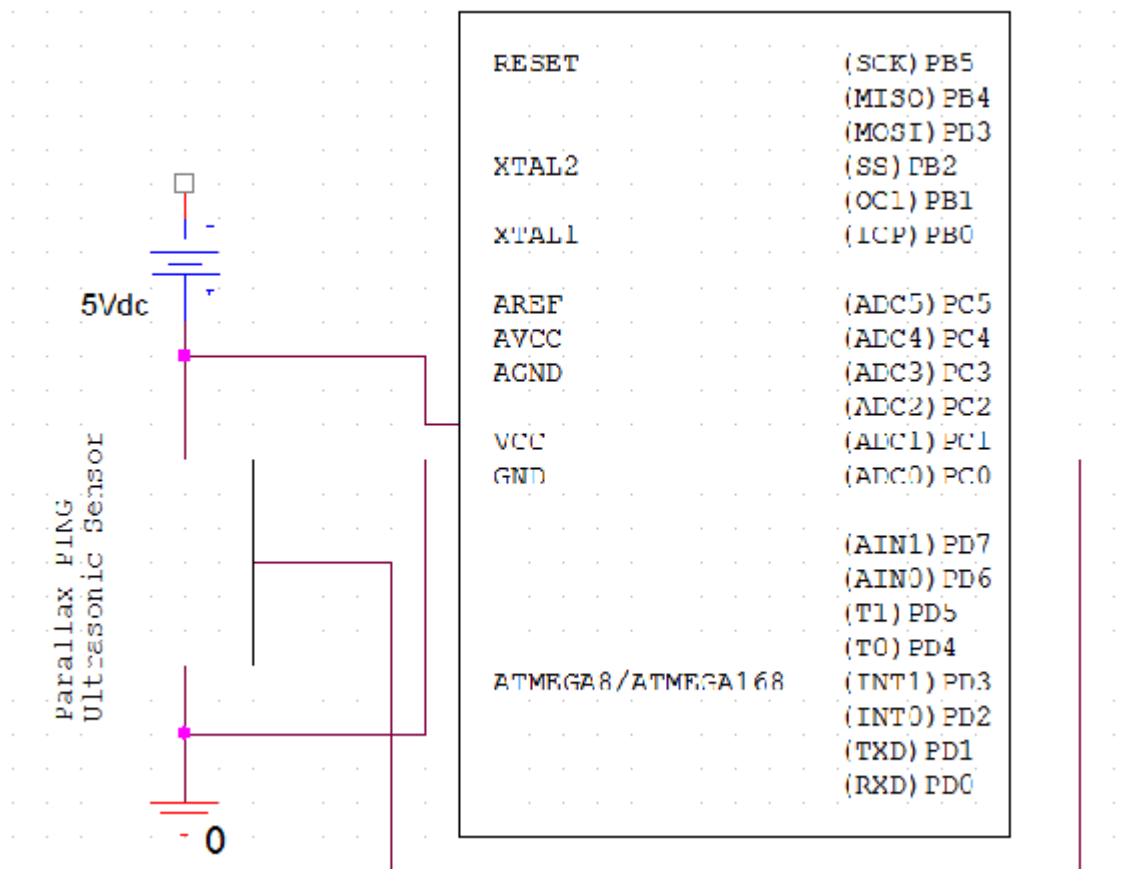 5Vdc
Parallax PING
Ultrasonic Sensor
0
RESET
XTAL2
XTAL1
AREF
AVCC
AGND
VCC
GND
ATMEGA8/ATMEGA168
(SCK)PB5
(MISO)PB4
(MOSI)PB3
(SS)PB2
(OC1)PB1
(ICP)PB0
(ADC5)PC5
(ADC4)PC4
(ADC3)PC3
(ADC2)PC2
(ADC1)PC1
(ADC0)PC0
(AIN1)PD7
(AIN0)PD6
(T1)PD5
(T0)PD4
(INT1)PD3
(INT0)PD2
(TXD)PD1
(RXD)PD0